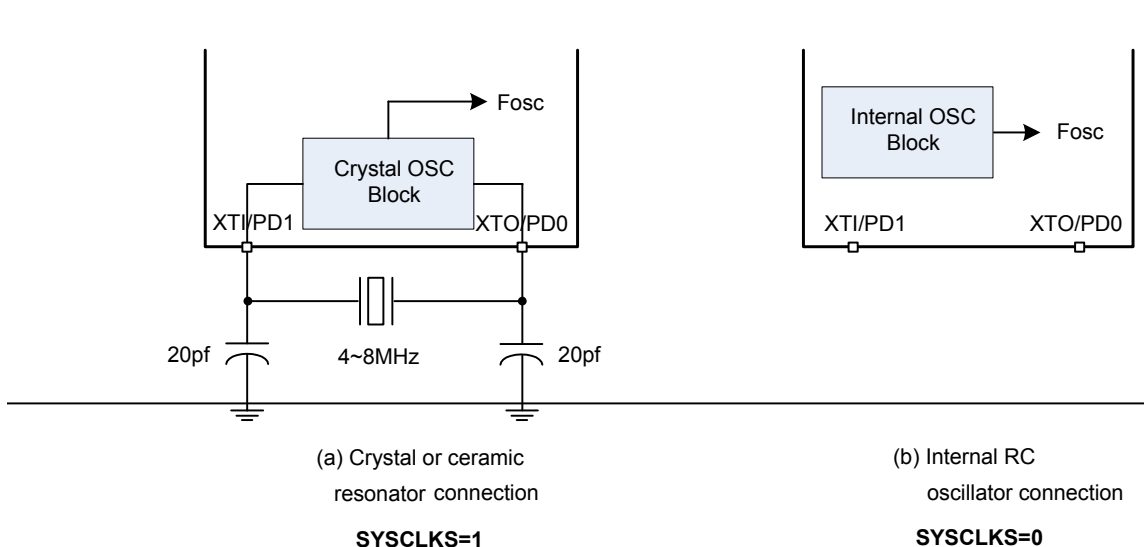 Fosc
Crystal OSC
Block
XTI/PD1
XTO/PD0
20pf
4~8MHz
20pf
(a) Crystal or ceramic
resonator connection
SYSCLKS=1
Internal OSC
Block
Fosc
XTI/PD1
XTO/PD0
(b) Internal RC
oscillator connection
SYSCLKS=0